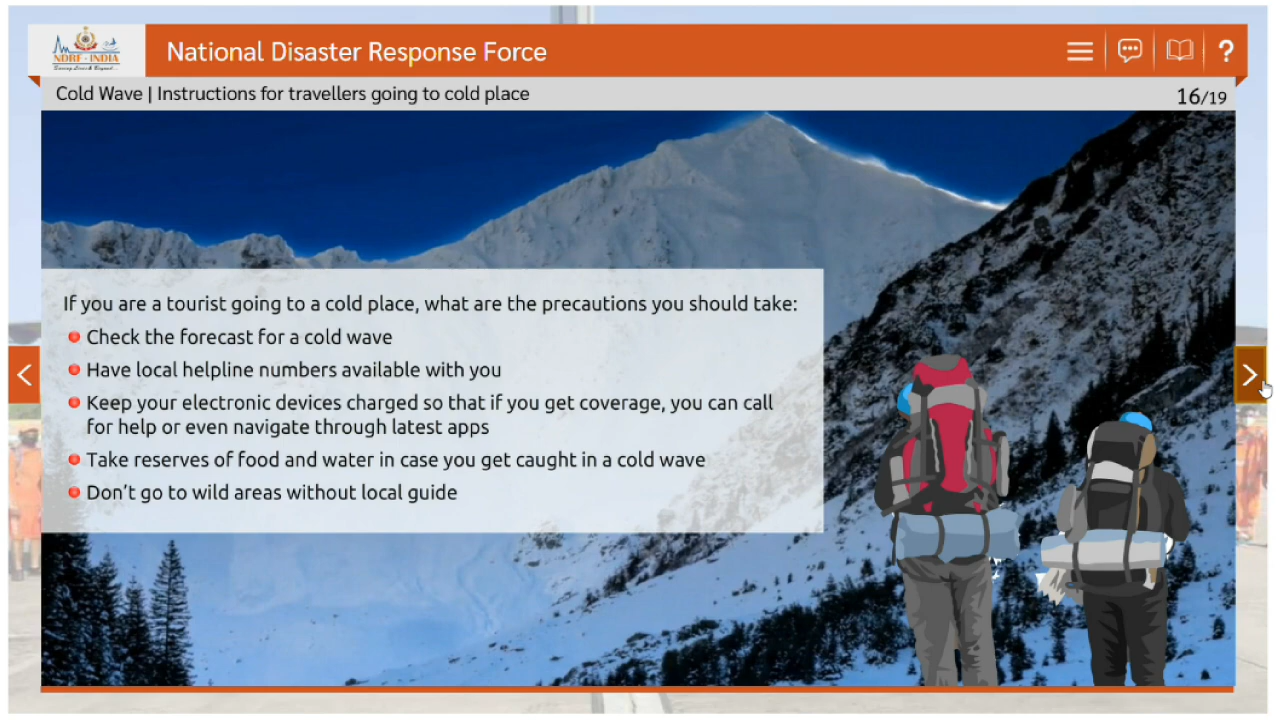 NDRF - INDIA
National Disaster Response Force
?
Cold Wave | Instructions for travellers going to cold place
16/19
If you are a tourist going to a cold place, what are the precautions you should take:
Check the forecast for a cold wave
Have local helpline numbers available with you
Keep your electronic devices charged so that if you get coverage, you can call
for help or even navigate through latest apps
Take reserves of food and water in case you get caught in a cold wave
Don't go to wild areas without local guide